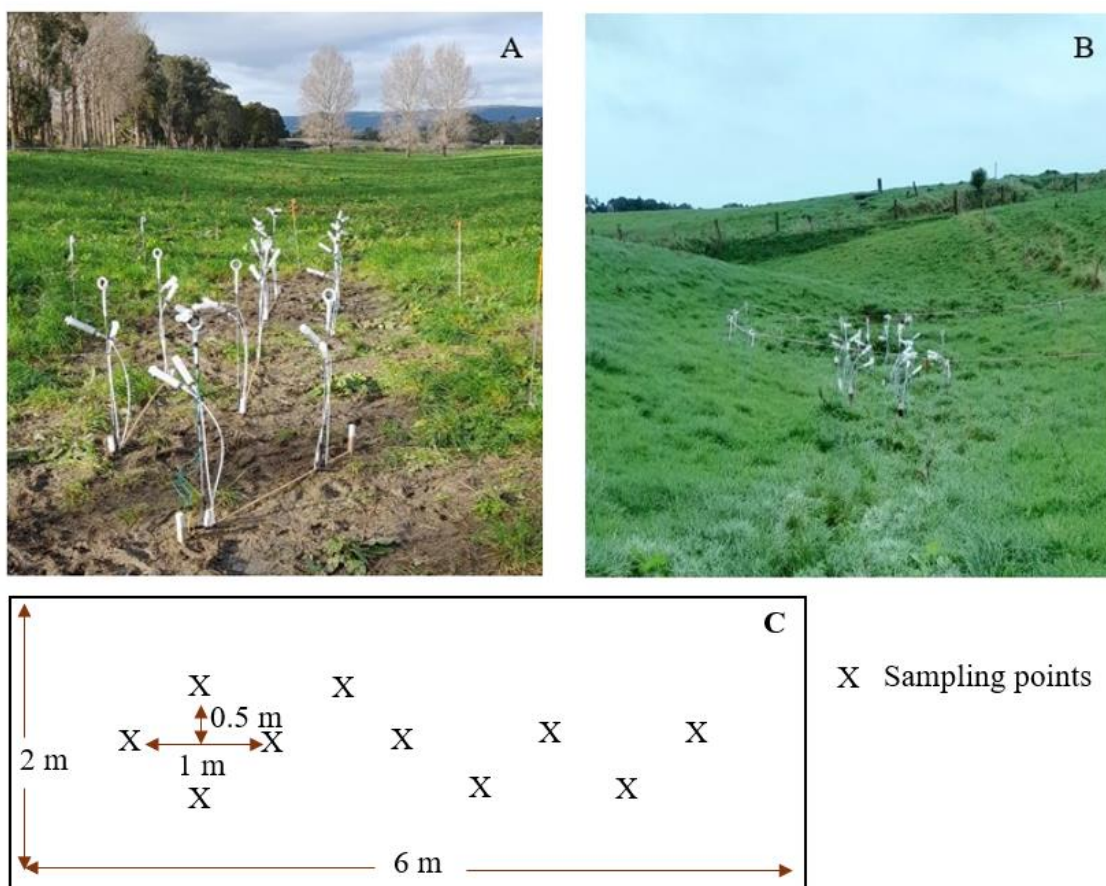 A
B
C
X Sampling points
X X
0.5 m
X X X X X
1 m
2 m
X X X
6 m